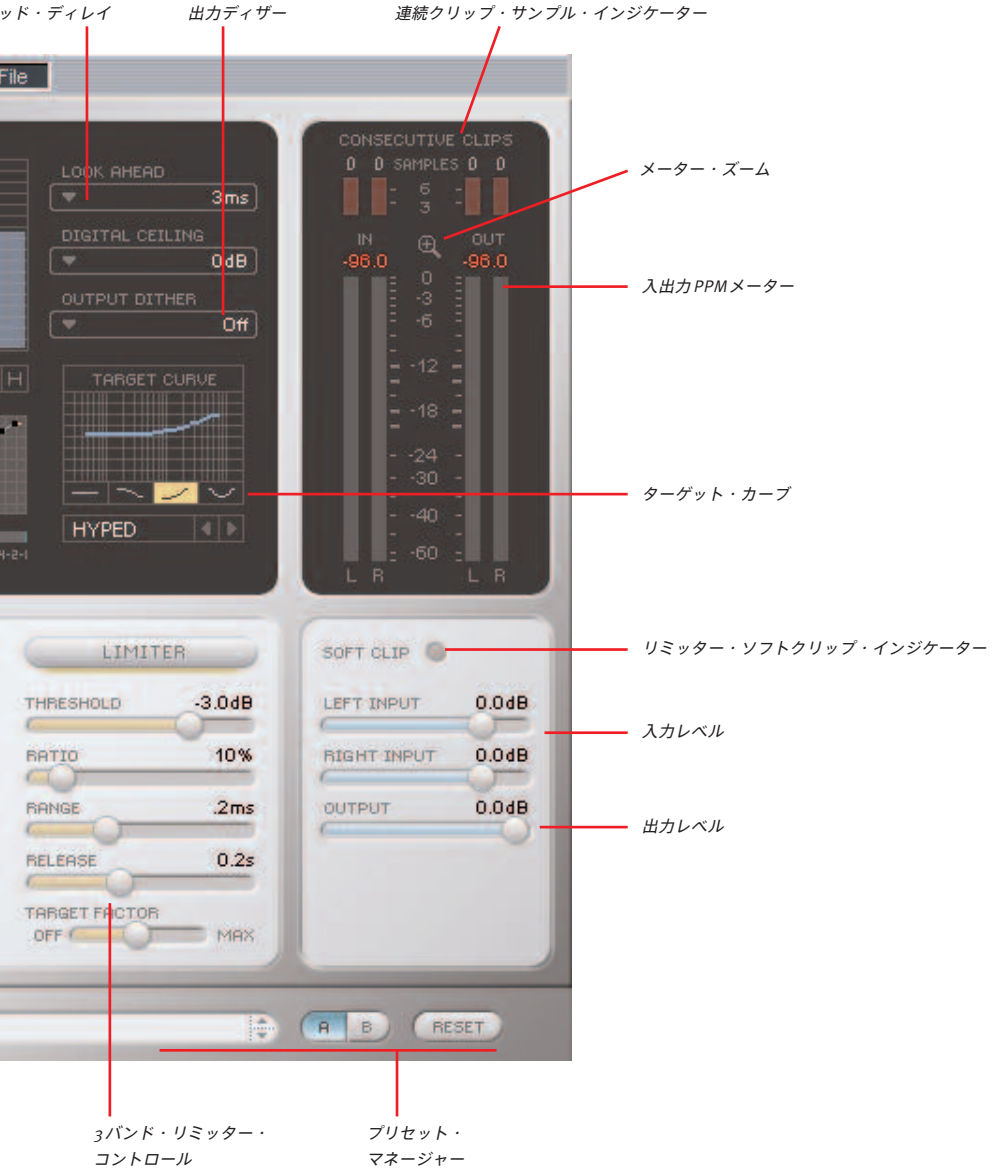 ッド・ディレイ
出力ディザー
連続クリップ・サンプル・インジケーター
File
CONSECUTIVE CLIPS
0 0 SAMPLES 0 0
6
3
メーター・ズーム
LOOK AHEAD
3ms
DIGITAL CEILING
0dB
OUTPUT DITHER
Off
IN
OUT
-96.0
-96.0
入出力PPMメーター
0
-3
-6
-12
-18
-24
-30
-40
-60
L R
L R
H
TARGET CURVE
HYPED
4-2-1
ターゲット・カーブ
LIMITER
THRESHOLD -3.0dB
RATIO 10%
RANGE .2ms
RELEASE 0.2s
TARGET FACTOR
OFF MAX
SOFT CLIP
リミッター・ソフトクリップ・インジケーター
LEFT INPUT 0.0dB
入力レベル
RIGHT INPUT 0.0dB
OUTPUT 0.0dB
出力レベル
A B RESET
3バンド・リミッター・
コントロール
プリセット・
マネージャー